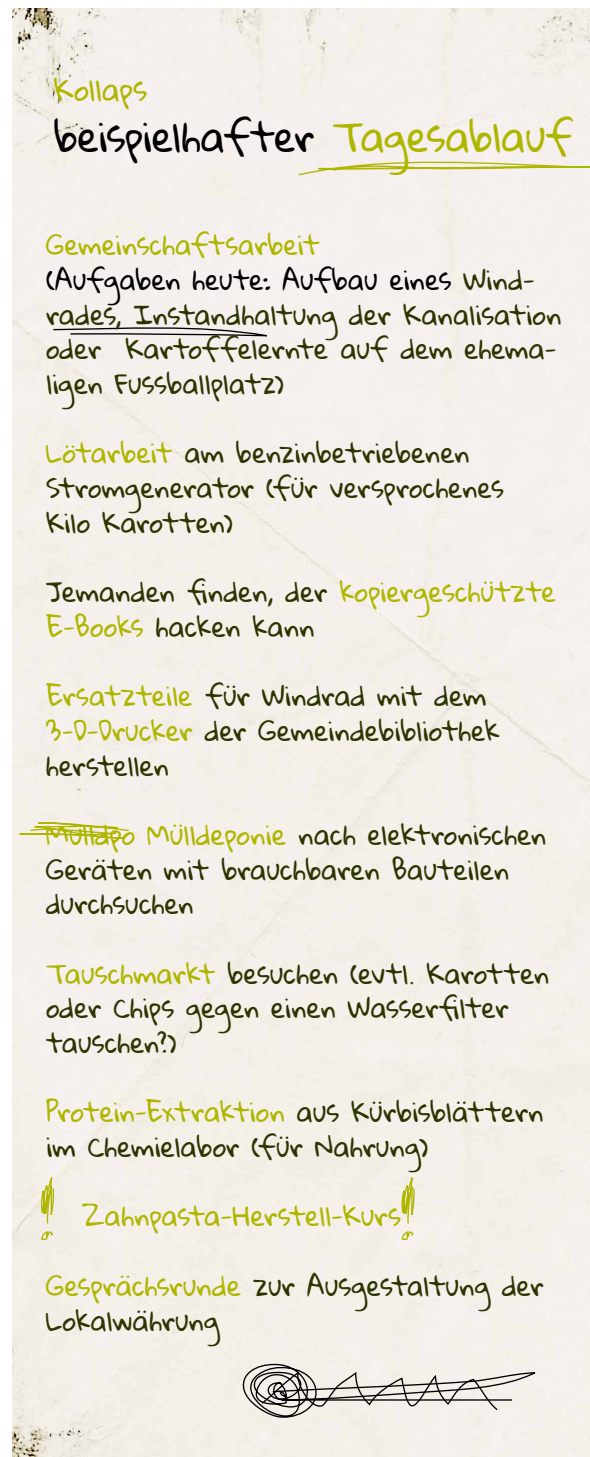 Kollaps
beispielhafter Tagesablauf
Gemeinschaftsarbeit
(Aufgaben heute: Aufbau eines Wind-
rades, Instandhaltung der Kanalisation
oder Kartoffelernte auf dem ehema-
ligen Fussballplatz)
Lötarbeit am benzinbetriebenen
Stromgenerator (für versprochenes
Kilo Karotten)
Jemanden finden, der kopiergeschützte
E-Books hacken kann
Ersatzteile für Windrad mit dem
3-D-Drucker der Gemeindebibliothek
herstellen
Mülldpo Mülldeponie nach elektronischen
Geräten mit brauchbaren Bauteilen
durchsuchen
Tauschmarkt besuchen (evtl. Karotten
oder Chips gegen einen Wasserfilter
tauschen?)
Protein-Extraktion aus Kürbisblättern
im Chemielabor (für Nahrung)
! Zahnpasta-Herstell-Kurs!
Gesprächsrunde zur Ausgestaltung der
Lokalwährung